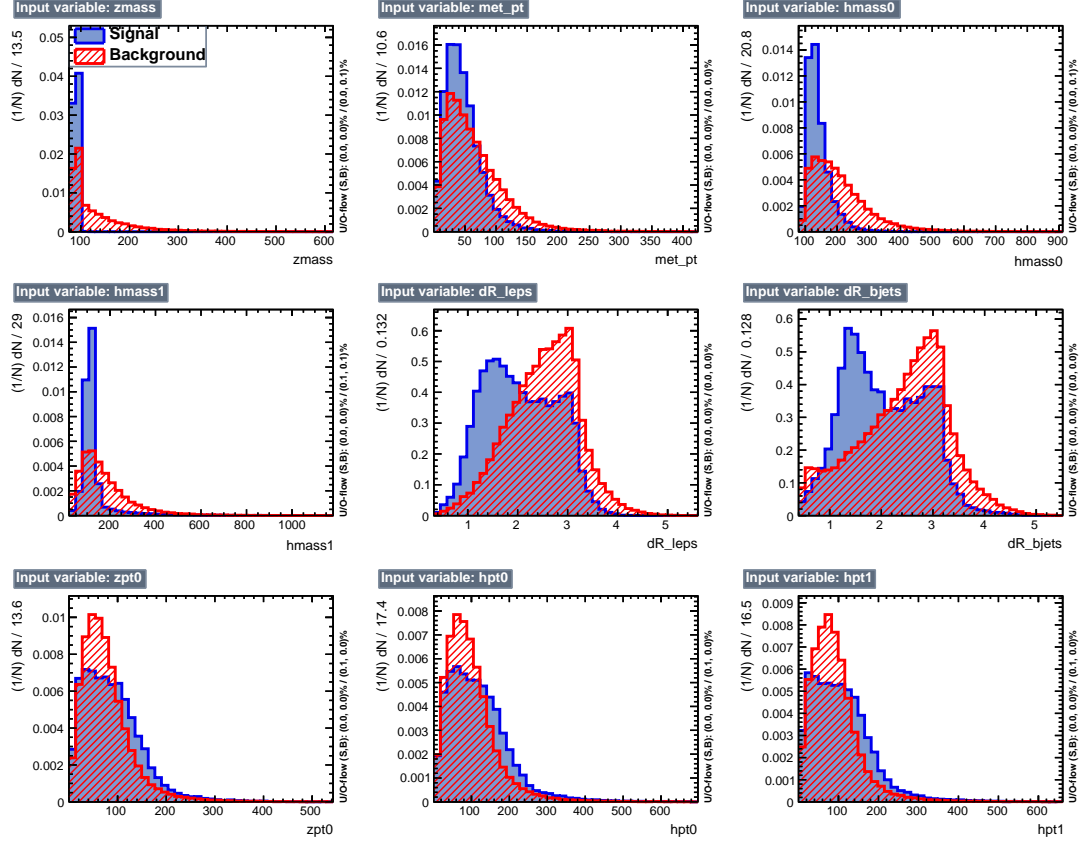 Input variable: zmass
(1/N) dN / 13.5
0.05
0.04
0.03
0.02
0.01
0
Signal
Background
100 200 300 400 500 600
zmass
U/O-flow (S,B): (0.0, 0.0)% / (0.0, 0.1)%
Input variable: met_pt
(1/N) dN / 10.6
0.016
0.014
0.012
0.01
0.008
0.006
0.004
0.002
0
50 100 150 200 250 300 350 400
met_pt
U/O-flow (S,B): (0.0, 0.0)% / (0.0, 0.0)%
Input variable: hmass0
(1/N) dN / 20.8
0.014
0.012
0.01
0.008
0.006
0.004
0.002
0
100 200 300 400 500 600 700 800 900
hmass0
U/O-flow (S,B): (0.0, 0.0)% / (0.0, 0.1)%
Input variable: hmass1
(1/N) dN / 29
0.016
0.014
0.012
0.01
0.008
0.006
0.004
0.002
0
200 400 600 800 1000
hmass1
U/O-flow (S,B): (0.0, 0.0)% / (0.1, 0.1)%
Input variable: dR_leps
(1/N) dN / 0.132
0.6
0.5
0.4
0.3
0.2
0.1
0
1 2 3 4 5
dR_leps
U/O-flow (S,B): (0.0, 0.0)% / (0.0, 0.0)%
Input variable: dR_bjets
(1/N) dN / 0.128
0.6
0.5
0.4
0.3
0.2
0.1
0
1 2 3 4 5
dR_bjets
U/O-flow (S,B): (0.0, 0.0)% / (0.0, 0.0)%
Input variable: zpt0
(1/N) dN / 13.6
0.01
0.008
0.006
0.004
0.002
0
100 200 300 400 500
zpt0
U/O-flow (S,B): (0.0, 0.0)% / (0.1, 0.0)%
Input variable: hpt0
(1/N) dN / 17.4
0.008
0.007
0.006
0.005
0.004
0.003
0.002
0.001
0
100 200 300 400 500 600
hpt0
U/O-flow (S,B): (0.0, 0.0)% / (0.1, 0.0)%
Input variable: hpt1
(1/N) dN / 16.5
0.009
0.008
0.007
0.006
0.005
0.004
0.003
0.002
0.001
0
100 200 300 400 500 600
hpt1
U/O-flow (S,B): (0.0, 0.0)% / (0.1, 0.0)%